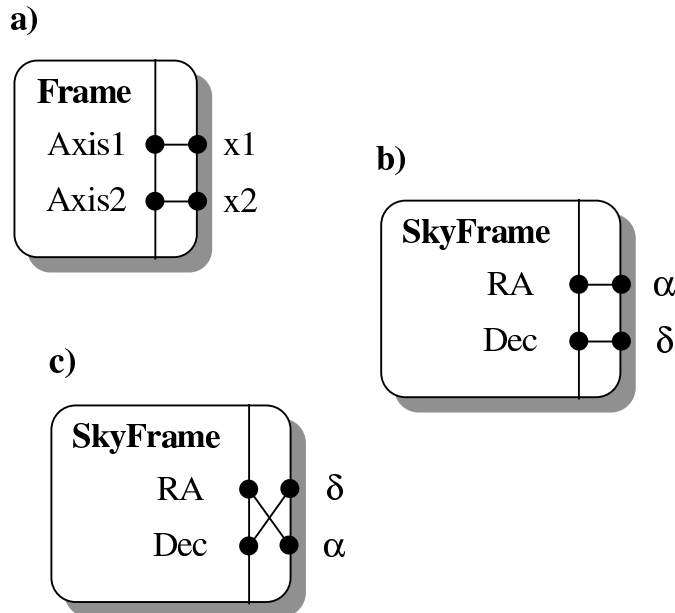 a)
Frame
Axis1 x1
Axis2 x2
b)
SkyFrame
RA α
Dec δ
c)
SkyFrame
RA δ
Dec α